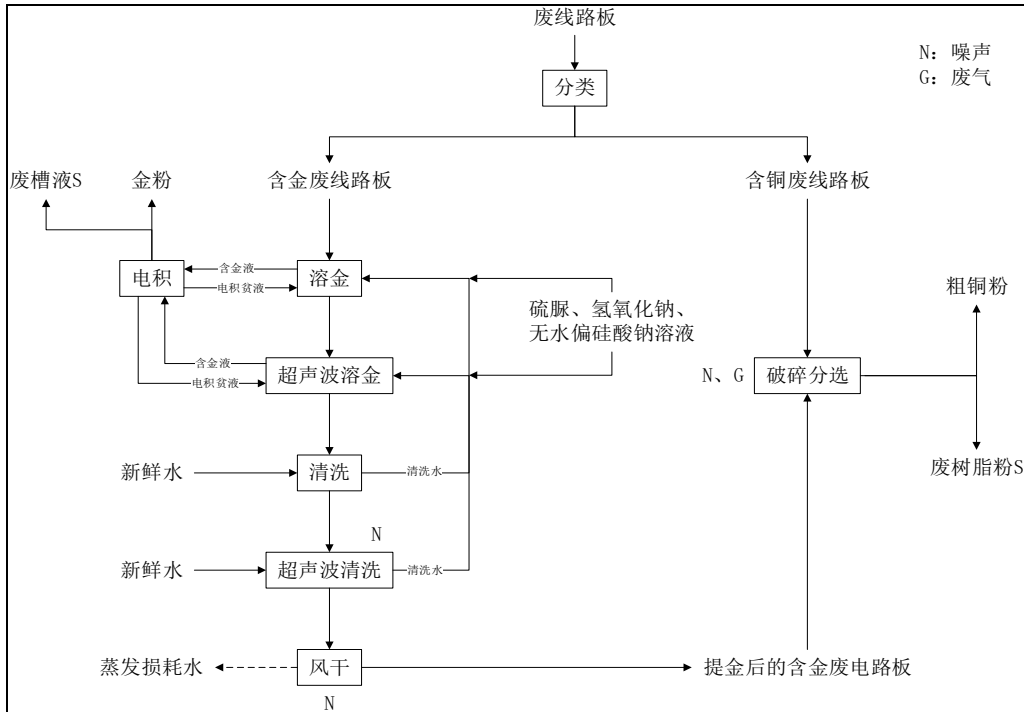 废线路板
N：噪声
G：废气
分类
废槽液S
金粉
含金废线路板
含铜废线路板
电积
含金液
电积贫液
溶金
硫脲、氢氧化钠、
无水偏硅酸钠溶液
粗铜粉
含金液
电积贫液
超声波溶金
N、G
破碎分选
新鲜水
清洗
清洗水
废树脂粉S
N
新鲜水
超声波清洗
清洗水
蒸发损耗水
风干
提金后的含金废电路板
N